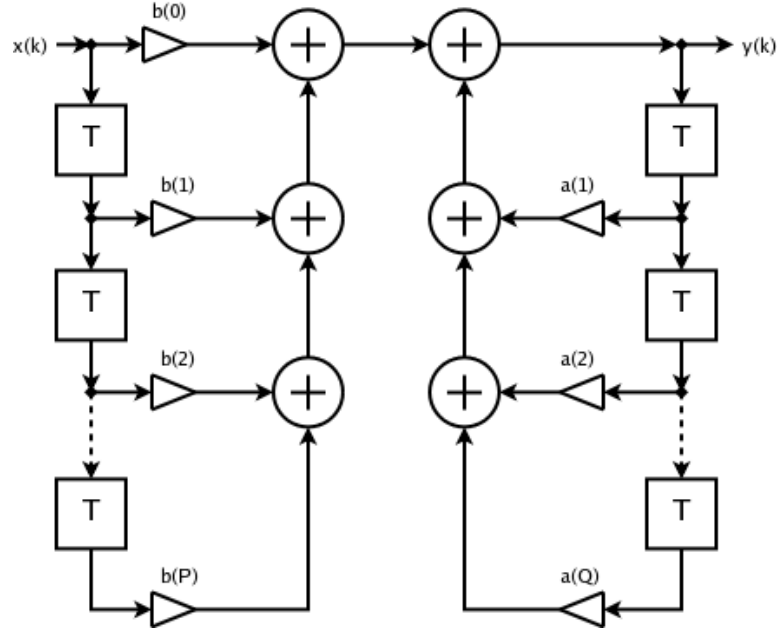 b(0)
x(k) + + y(k)
T T
b(1) a(1)
+ +
T T
b(2) a(2)
+ +
T T
b(P) a(Q)